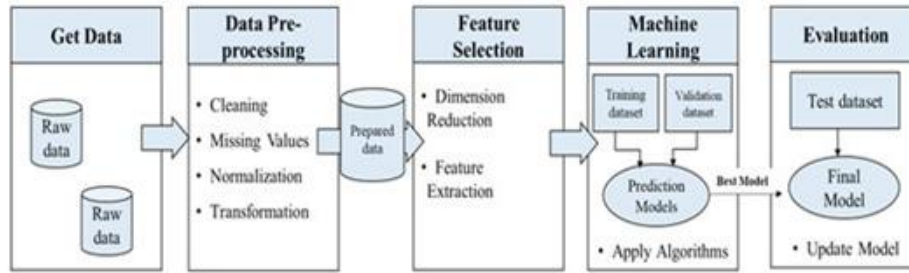 Get Data
Raw
data
Raw
data
Data Pre-
processing
• Cleaning
• Missing Values
• Normalization
• Transformation
Prepared
data
Feature
Selection
• Dimension
Reduction
• Feature
Extraction
Machine
Learning
Training
dataset
Validation
dataset
Prediction
Models
• Apply Algorithms
Best Model
Evaluation
Test dataset
Final
Model
• Update Model